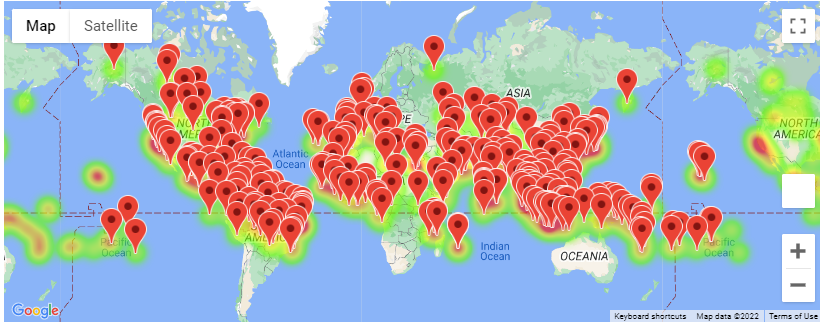 Map
Satellite
ASIA
NORTH
AMERICA
Atlantic
Ocean
Pacific
Ocean
Indian
Ocean
OCEANIA
Pacific
Ocean
NORTH
AMERICA
Google
Keyboard shortcuts
Map data ©2022
Terms of Use